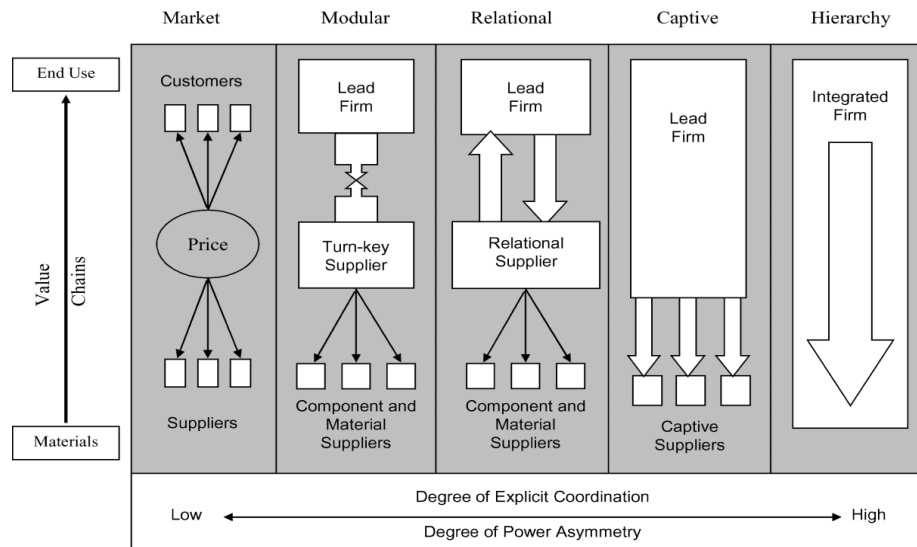 Market
Modular
Relational
Captive
Hierarchy
End Use
Value
Chains
Materials
Customers
Price
Suppliers
Lead
Firm
Turn-key
Supplier
Component and
Material
Suppliers
Lead
Firm
Relational
Supplier
Component and
Material
Suppliers
Lead
Firm
Captive
Suppliers
Integrated
Firm
Degree of Explicit Coordination
Low
High
Degree of Power Asymmetry